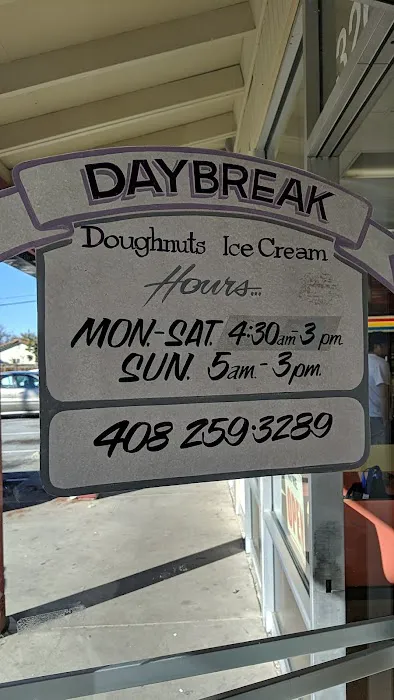 DAYBREAK
Doughnuts Ice Cream
Hours...
MON.-SAT. 4:30am-3pm
SUN. 5am.-3pm.
408 259·3289